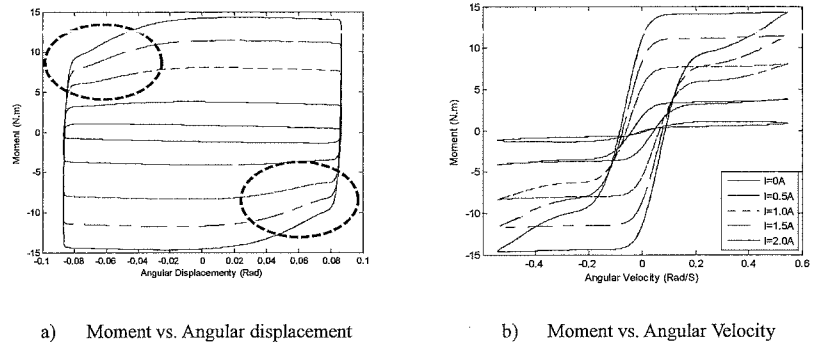 15
10
5
0
-5
-10
-15
Moment (N.m)
-0.1 -0.08 -0.06 -0.04 -0.02 0 0.02 0.04 0.06 0.08 0.1
Angular Displacementy (Rad)
a) Moment vs. Angular displacement
15
10
5
0
-5
-10
-15
Moment (N.m)
I=0A
I=0.5A
I=1.0A
I=1.5A
I=2.0A
-0.4 -0.2 0 0.2 0.4 0.6
Angular Velocity (Rad/S)
b) Moment vs. Angular Velocity